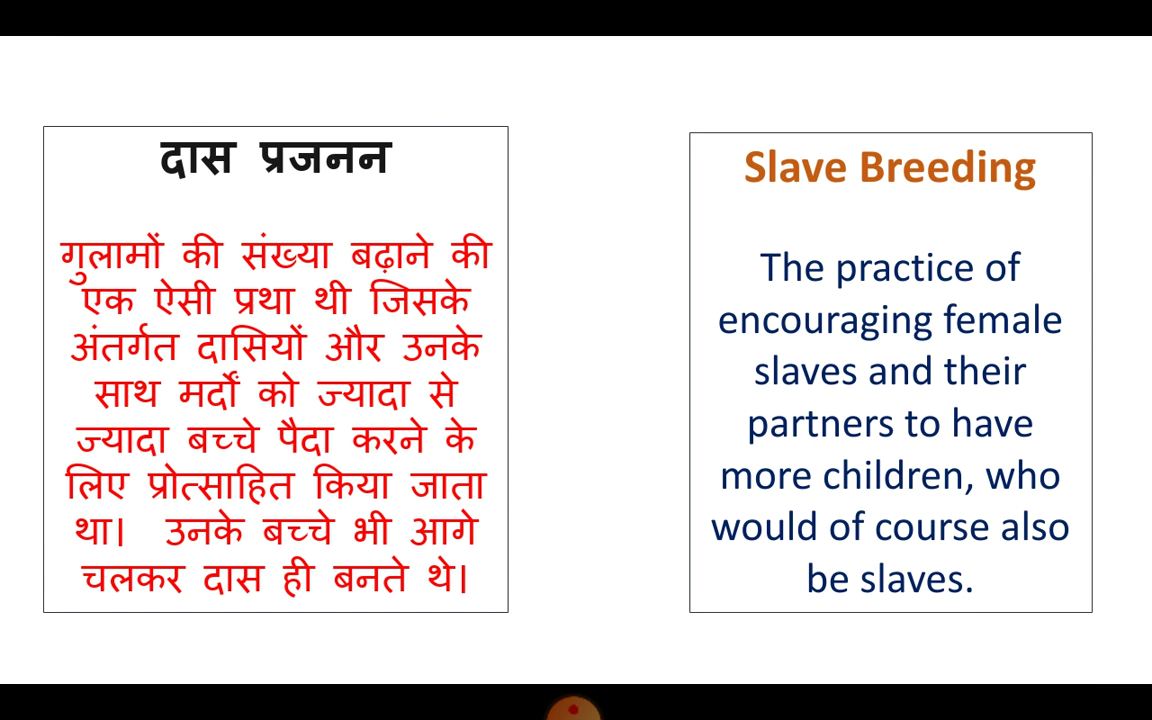 दास प्रजनन
गुलामों की संख्या बढ़ाने की
एक ऐसी प्रथा थी जिसके
अंतर्गत दासियों और उनके
साथ मर्दों को ज्यादा से
ज्यादा बच्चे पैदा करने के
लिए प्रोत्साहित किया जाता
था। उनके बच्चे भी आगे
चलकर दास ही बनते थे।
Slave Breeding
The practice of
encouraging female
slaves and their
partners to have
more children, who
would of course also
be slaves.